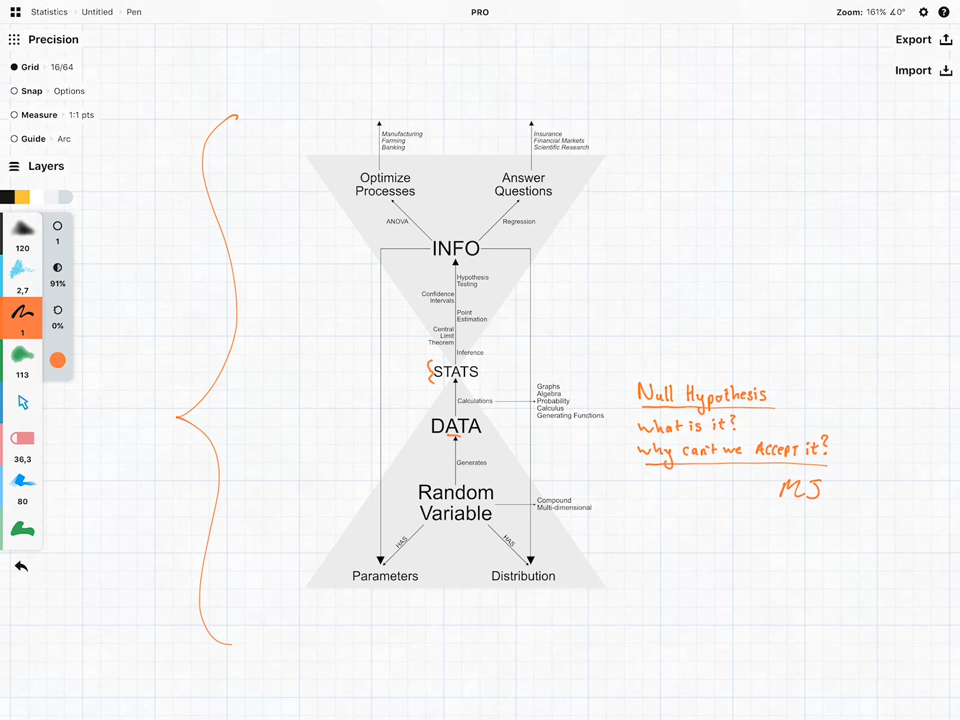 Statistics › Untitled › Pen
PRO
Zoom: 161% ∡0°
Precision
Export
Grid › 16/64
Import
Snap › Options
Measure › 1:1 pts
Guide › Arc
Layers
120
2,7
1
113
36,3
80
1
91%
0%
Manufacturing
Farming
Banking
Insurance
Financial Markets
Scientific Research
Optimize
Processes
Answer
Questions
ANOVA
Regression
INFO
Hypothesis
Testing
Confidence
Intervals
Point
Estimation
Central
Limit
Theorem
Inference
STATS
Calculations
Graphs
Algebra
Probability
Calculus
Generating Functions
DATA
Generates
Random
Variable
Compound
Multi-dimensional
HAS
HAS
Parameters
Distribution
Null Hypothesis
what is it?
why can't we ACCEPT it?
MJ